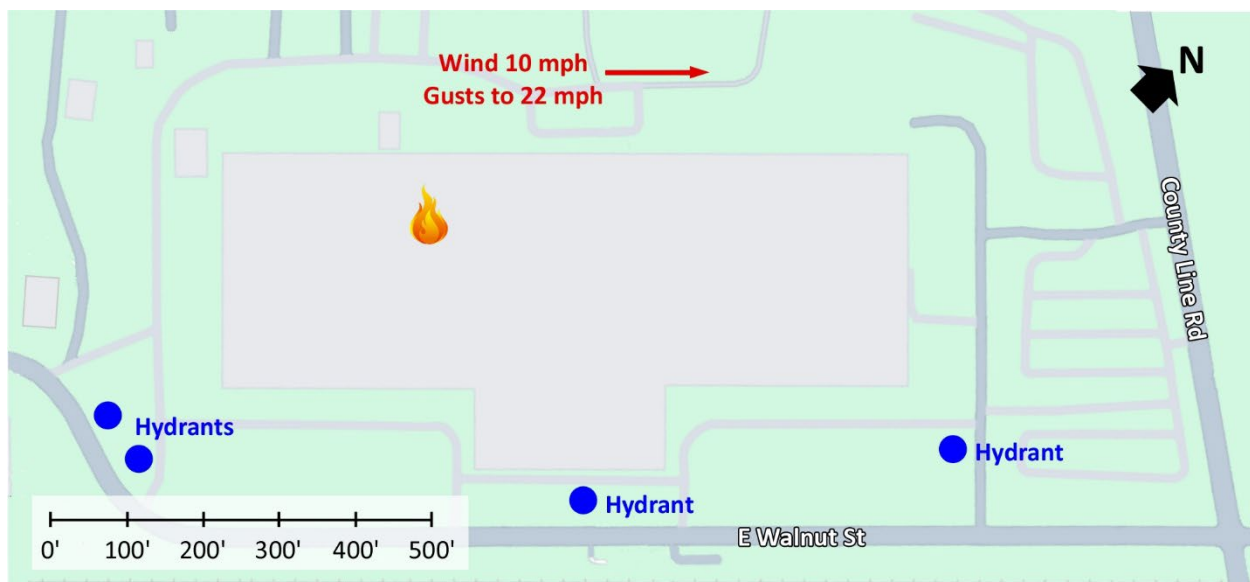 Wind 10 mph
Gusts to 22 mph
N
County Line Rd
Hydrants
Hydrant
Hydrant
E Walnut St
0' 100' 200' 300' 400' 500'